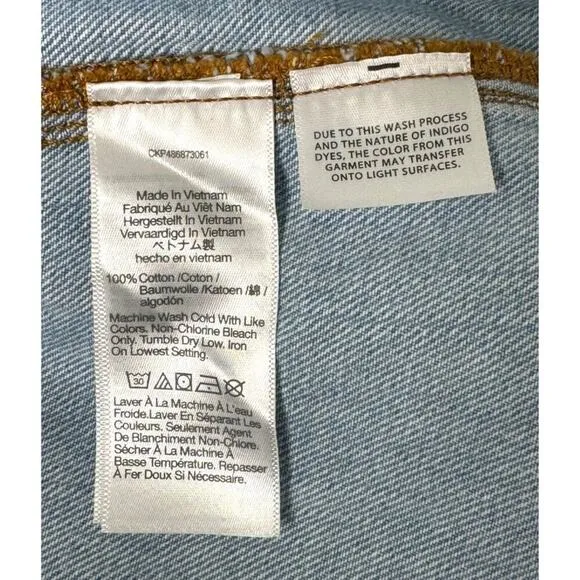 CKP486873061
Made In Vietnam
Fabriqué Au Viêt Nam
Hergestellt In Vietnam
Vervaardigd In Vietnam
ベトナム製
hecho en vietnam
100% Cotton /Coton/
Baumwolle /Katoen /綿 /
algodón
Machine Wash Cold With Like
Colors. Non-Chlorine Bleach
Only. Tumble Dry Low. Iron
On Lowest Setting.
30
Laver À La Machine À L'eau
Froide.Laver En Séparant Les
Couleurs. Seulement Agent
De Blanchiment Non-Chlore.
Sécher À La Machine À
Basse Température. Repasser
À Fer Doux Si Nécessaire.
DUE TO THIS WASH PROCESS
AND THE NATURE OF INDIGO
DYES, THE COLOR FROM THIS
GARMENT MAY TRANSFER
ONTO LIGHT SURFACES.